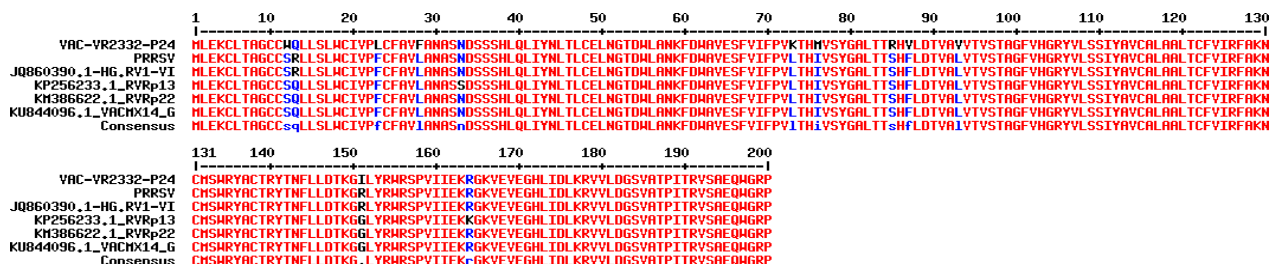 1 10 20 30 40 50 60 70 80 90 100 110 120 130
|--------+---------+---------+---------+---------+---------+---------+---------+---------+---------+---------+---------+---------|
VAC-VR2332-P24 MLEKCLTAGCCWQLLSLWCIVPLCFAVFANASNDSSSHLQLIYNLTLCELNGTDWLANKFDWAVESFVIFPVKTHMVSYGALTTRHVLDTVAVVTVSTAGFVHGRYVLSSIYAVCALAALTCFVIRFAKN
PRRSV MLEKCLTAGCCSRLLSLWCIVPFCFAVLANASNDSSSHLQLIYNLTLCELNGTDWLANKFDWAVESFVIFPVLTHIVSYGALTTSHFLDTVALVTVSTAGFVHGRYVLSSIYAVCALAALTCFVIRFAKN
JQ860390.1-HG.RV1-VI MLEKCLTAGCCSRLLSLWCIVPFCFAVLANASNDSSSHLQLIYNLTLCELNGTDWLANKFDWAVESFVIFPVLTHIVSYGALTTSHFLDTVALVTVSTAGFVHGRYVLSSIYAVCALAALTCFVIRFAKN
KP256233.1_RVRp13 MLEKCLTAGCCSQLLSLWCIVPFCFAVLANASSDSSSHLQLIYNLTLCELNGTDWLANKFDWAVESFVIFPVLTHIVSYGALTTSHFLDTVALVTVSTAGFVHGRYVLSSIYAVCALAALTCFVIRFAKN
KM386622.1_RVRp22 MLEKCLTAGCCSQLLSLWCIVPFCFAVLANASNDSSSHLQLIYNLTLCELNGTDWLANKFDWAVESFVIFPVLTHIVSYGALTTSHFLDTVALVTVSTAGFVHGRYVLSSIYAVCALAALTCFVIRFAKN
KU844096.1_VACMX14_G MLEKCLTAGCCSQLLSLWCIVPFCFAVLANASNDSSSHLQLIYNLTLCELNGTDWLANKFDWAVESFVIFPVLTHIVSYGALTTSHFLDTVALVTVSTAGFVHGRYVLSSIYAVCALAALTCFVIRFAKN
Consensus MLEKCLTAGCCsqLLSLWCIVPfCFAVlANASnDSSSHLQLIYNLTLCELNGTDWLANKFDWAVESFVIFPVlTHiVSYGALTTsHfLDTVAlVTVSTAGFVHGRYVLSSIYAVCALAALTCFVIRFAKN
131 140 150 160 170 180 190 200
|--------+---------+---------+---------+---------+---------+---------|
VAC-VR2332-P24 CMSWRYACTRYTNFLLDTKGILYRWRSPVIIEKRGKVEVEGHLIDLKRVVLDGSVATPITRVSAEQWGRP
PRRSV CMSWRYACTRYTNFLLDTKGRLYRWRSPVIIEKRGKVEVEGHLIDLKRVVLDGSVATPITRVSAEQWGRP
JQ860390.1-HG.RV1-VI CMSWRYACTRYTNFLLDTKGRLYRWRSPVIIEKRGKVEVEGHLIDLKRVVLDGSVATPITRVSAEQWGRP
KP256233.1_RVRp13 CMSWRYACTRYTNFLLDTKGGLYRWRSPVIIEKKGKVEVEGHLIDLKRVVLDGSVATPITRVSAEQWGRP
KM386622.1_RVRp22 CMSWRYACTRYTNFLLDTKGGLYRWRSPVIIEKRGKVEVEGHLIDLKRVVLDGSVATPITRVSAEQWGRP
KU844096.1_VACMX14_G CMSWRYACTRYTNFLLDTKGGLYRWRSPVIIEKRGKVEVEGHLIDLKRVVLDGSVATPITRVSAEQWGRP
Consensus CMSWRYACTRYTNFLLDTKG.LYRWRSPVIIEKrGKVEVEGHLIDLKRVVLDGSVATPITRVSAEQWGRP